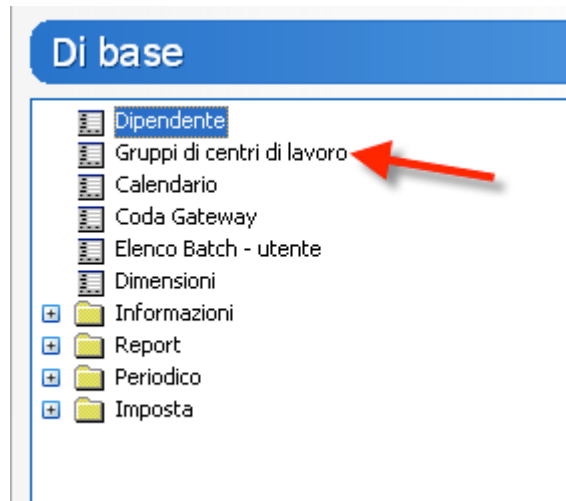 Di base
Dipendente
Gruppi di centri di lavoro
Calendario
Coda Gateway
Elenco Batch - utente
Dimensioni
Informazioni
Report
Periodico
Imposta